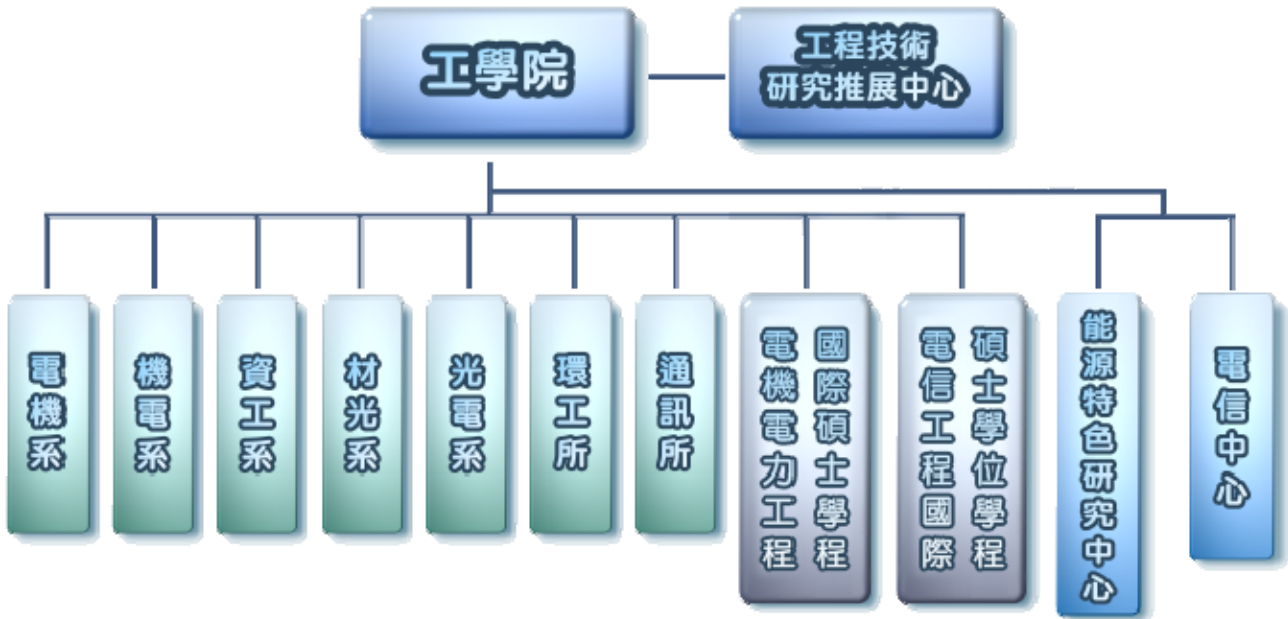 工學院
工程技術
研究推展中心
電機系
機電系
資工系
材光系
光電系
環工所
通訊所
電機電力工程
國際碩士學程
電信工程國際
碩士學位學程
能源特色研究中心
電信中心